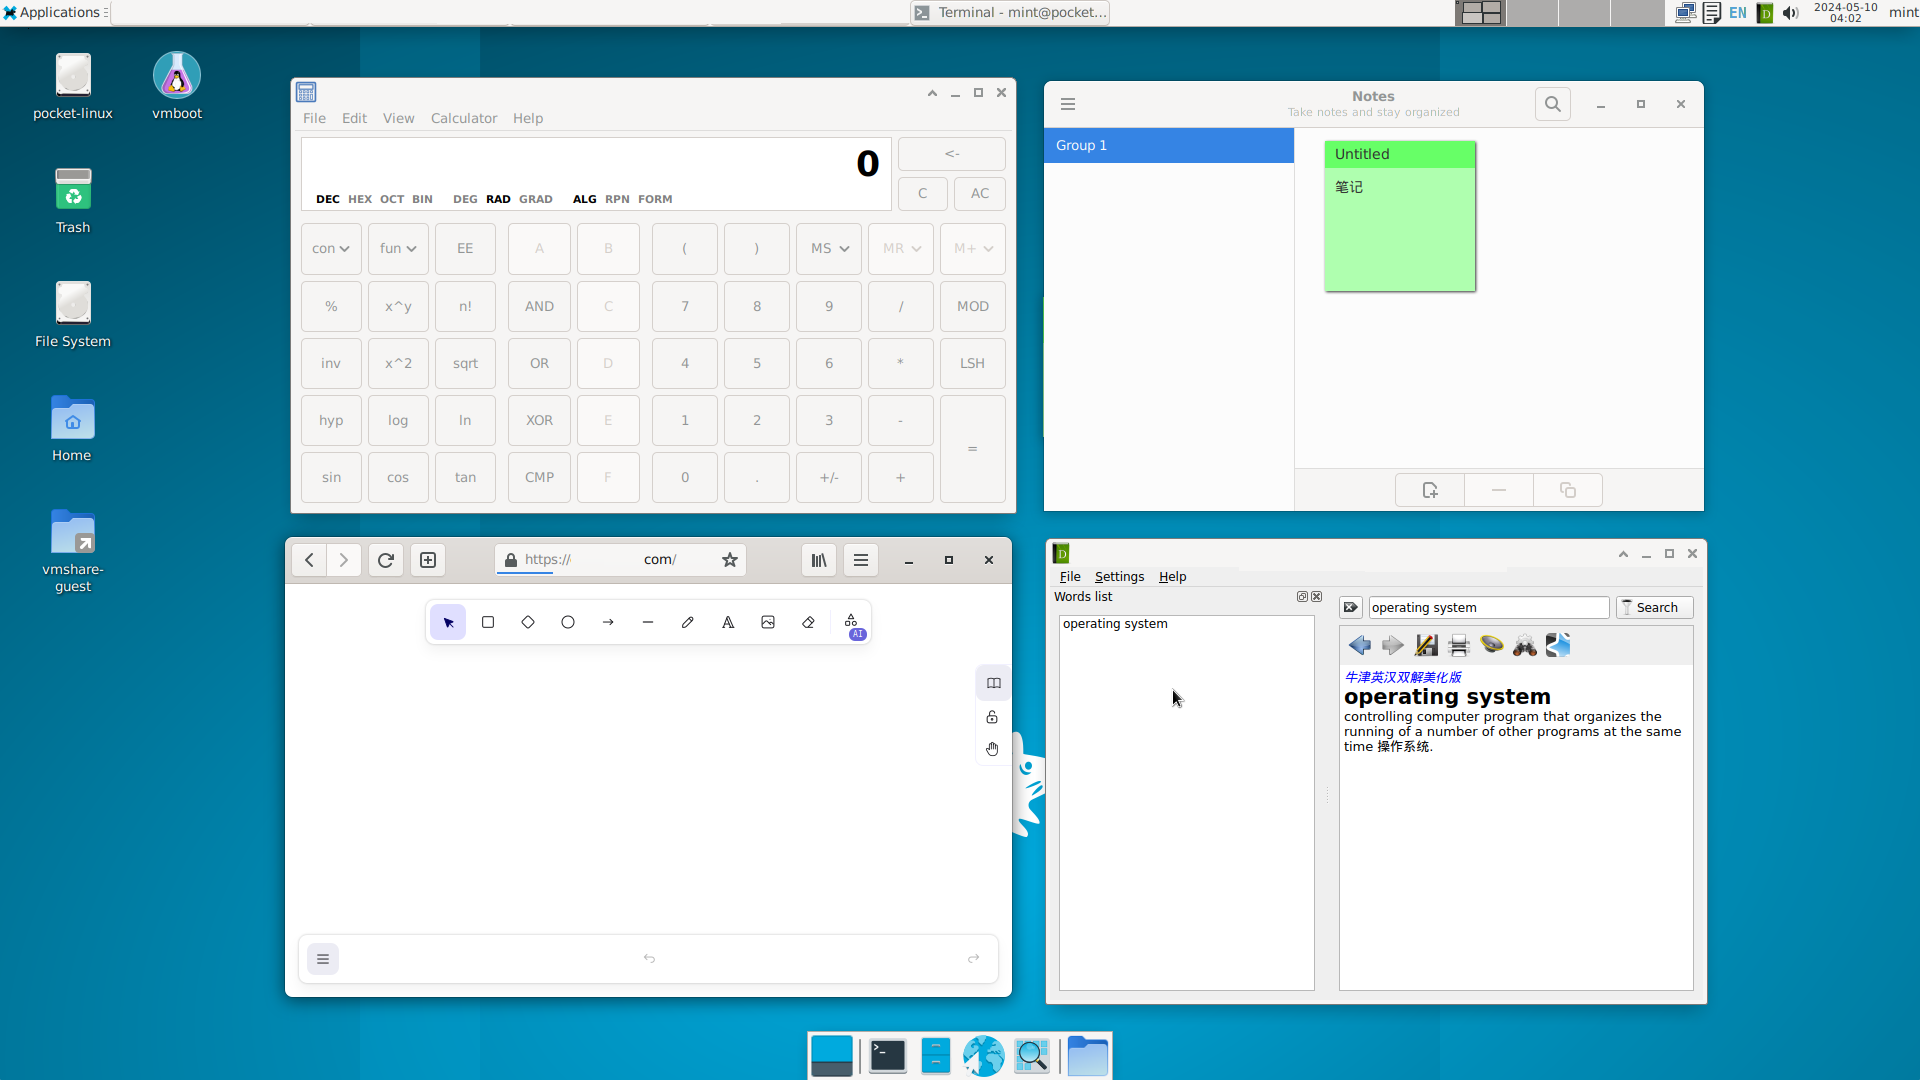 Applications
Terminal - mint@pocket...
EN
2024-05-10
04:02
mint
pocket-linux
vmboot
Trash
File System
Home
vmshare-
guest
File Edit View Calculator Help
0
DEC HEX OCT BIN DEG RAD GRAD ALG RPN FORM
<-
C AC
con fun EE A B ( ) MS MR M+
% x^y n! AND C 7 8 9 / MOD
inv x^2 sqrt OR D 4 5 6 * LSH
hyp log ln XOR E 1 2 3 -
=
sin cos tan CMP F 0 . +/- +
Notes
Take notes and stay organized
Group 1
Untitled
笔记
https:// com/
A
AI
D
File Settings Help
Words list
operating system
operating system
Search
牛津英汉双解美化版
operating system
controlling computer program that organizes the
running of a number of other programs at the same
time 操作系统.